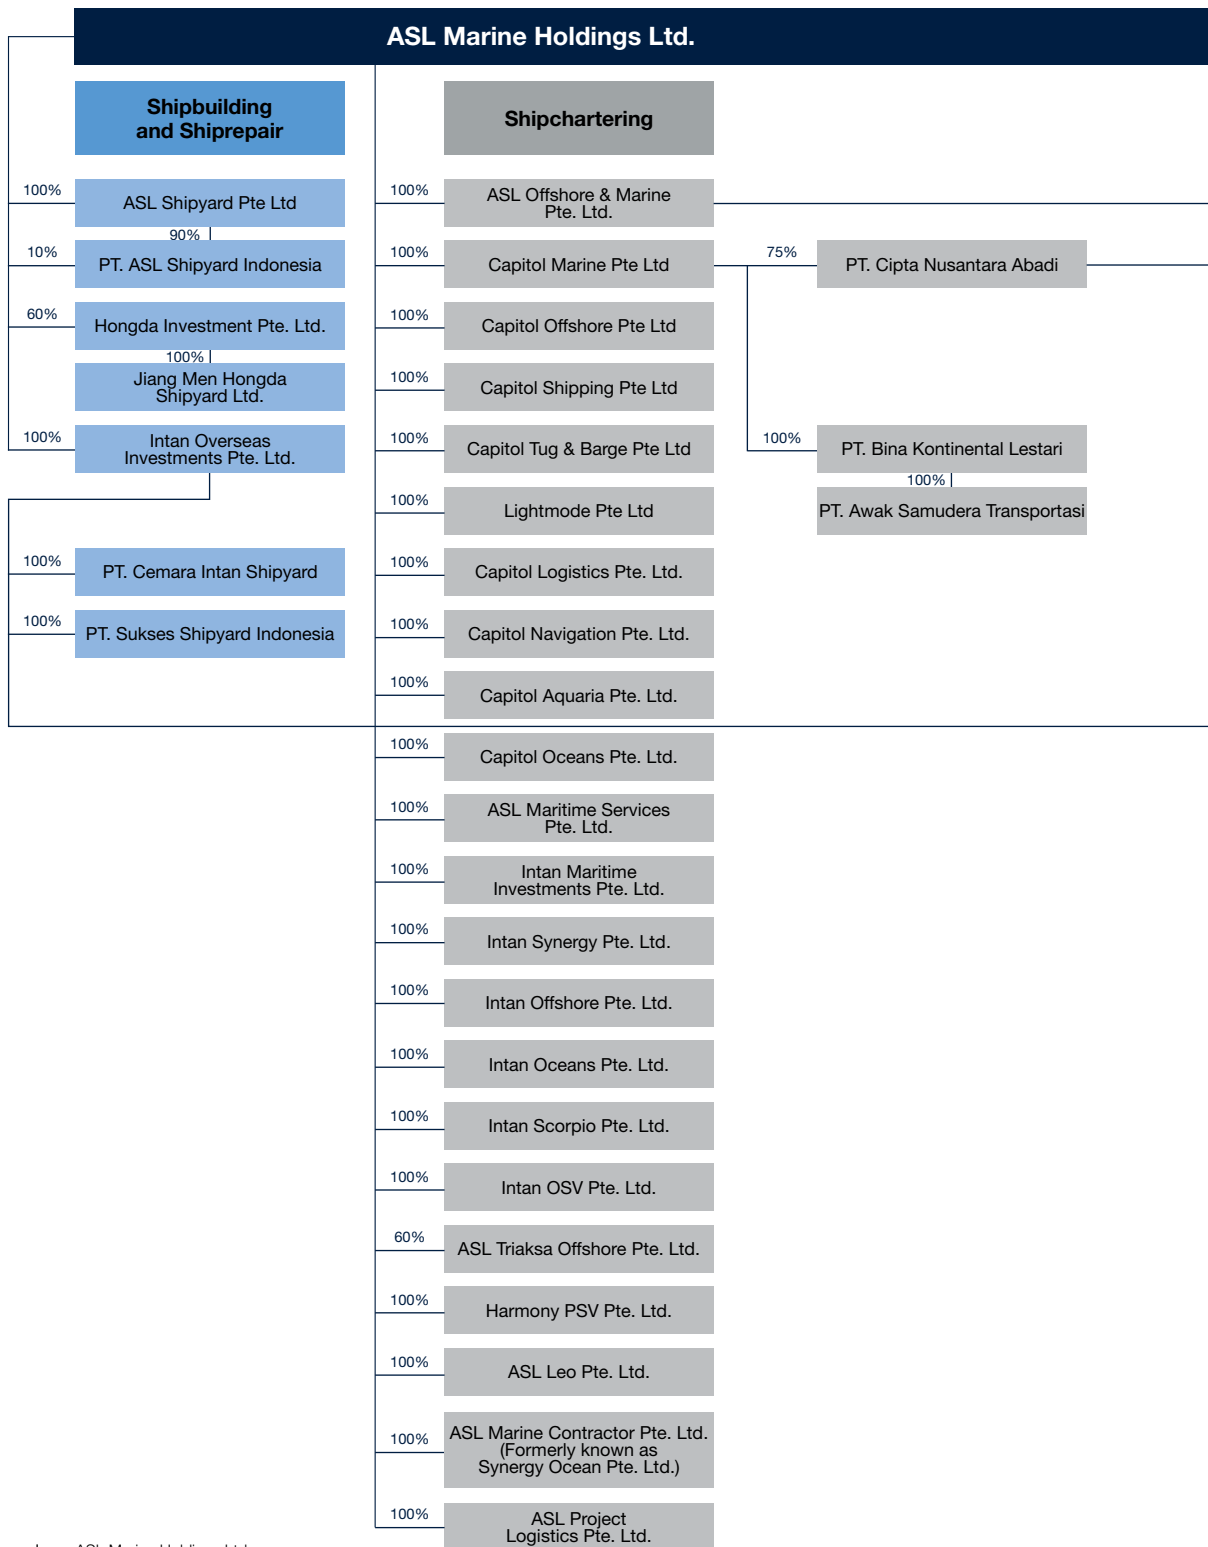 ASL Marine Holdings Ltd.
Shipbuilding
and Shiprepair
Shipchartering
100%
ASL Shipyard Pte Ltd
90%
10%
PT. ASL Shipyard Indonesia
60%
Hongda Investment Pte. Ltd.
100%
Jiang Men Hongda
Shipyard Ltd.
100%
Intan Overseas
Investments Pte. Ltd.
100%
PT. Cemara Intan Shipyard
100%
PT. Sukses Shipyard Indonesia
100%
ASL Offshore & Marine
Pte. Ltd.
100%
Capitol Marine Pte Ltd
75%
PT. Cipta Nusantara Abadi
100%
Capitol Offshore Pte Ltd
100%
Capitol Shipping Pte Ltd
100%
Capitol Tug & Barge Pte Ltd
100%
PT. Bina Kontinental Lestari
100%
PT. Awak Samudera Transportasi
100%
Lightmode Pte Ltd
100%
Capitol Logistics Pte. Ltd.
100%
Capitol Navigation Pte. Ltd.
100%
Capitol Aquaria Pte. Ltd.
100%
Capitol Oceans Pte. Ltd.
100%
ASL Maritime Services
Pte. Ltd.
100%
Intan Maritime
Investments Pte. Ltd.
100%
Intan Synergy Pte. Ltd.
100%
Intan Offshore Pte. Ltd.
100%
Intan Oceans Pte. Ltd.
100%
Intan Scorpio Pte. Ltd.
100%
Intan OSV Pte. Ltd.
60%
ASL Triaksa Offshore Pte. Ltd.
100%
Harmony PSV Pte. Ltd.
100%
ASL Leo Pte. Ltd.
100%
ASL Marine Contractor Pte. Ltd.
(Formerly known as
Synergy Ocean Pte. Ltd.)
100%
ASL Project
Logistics Pte. Ltd.
ASL Marine Holdings Ltd